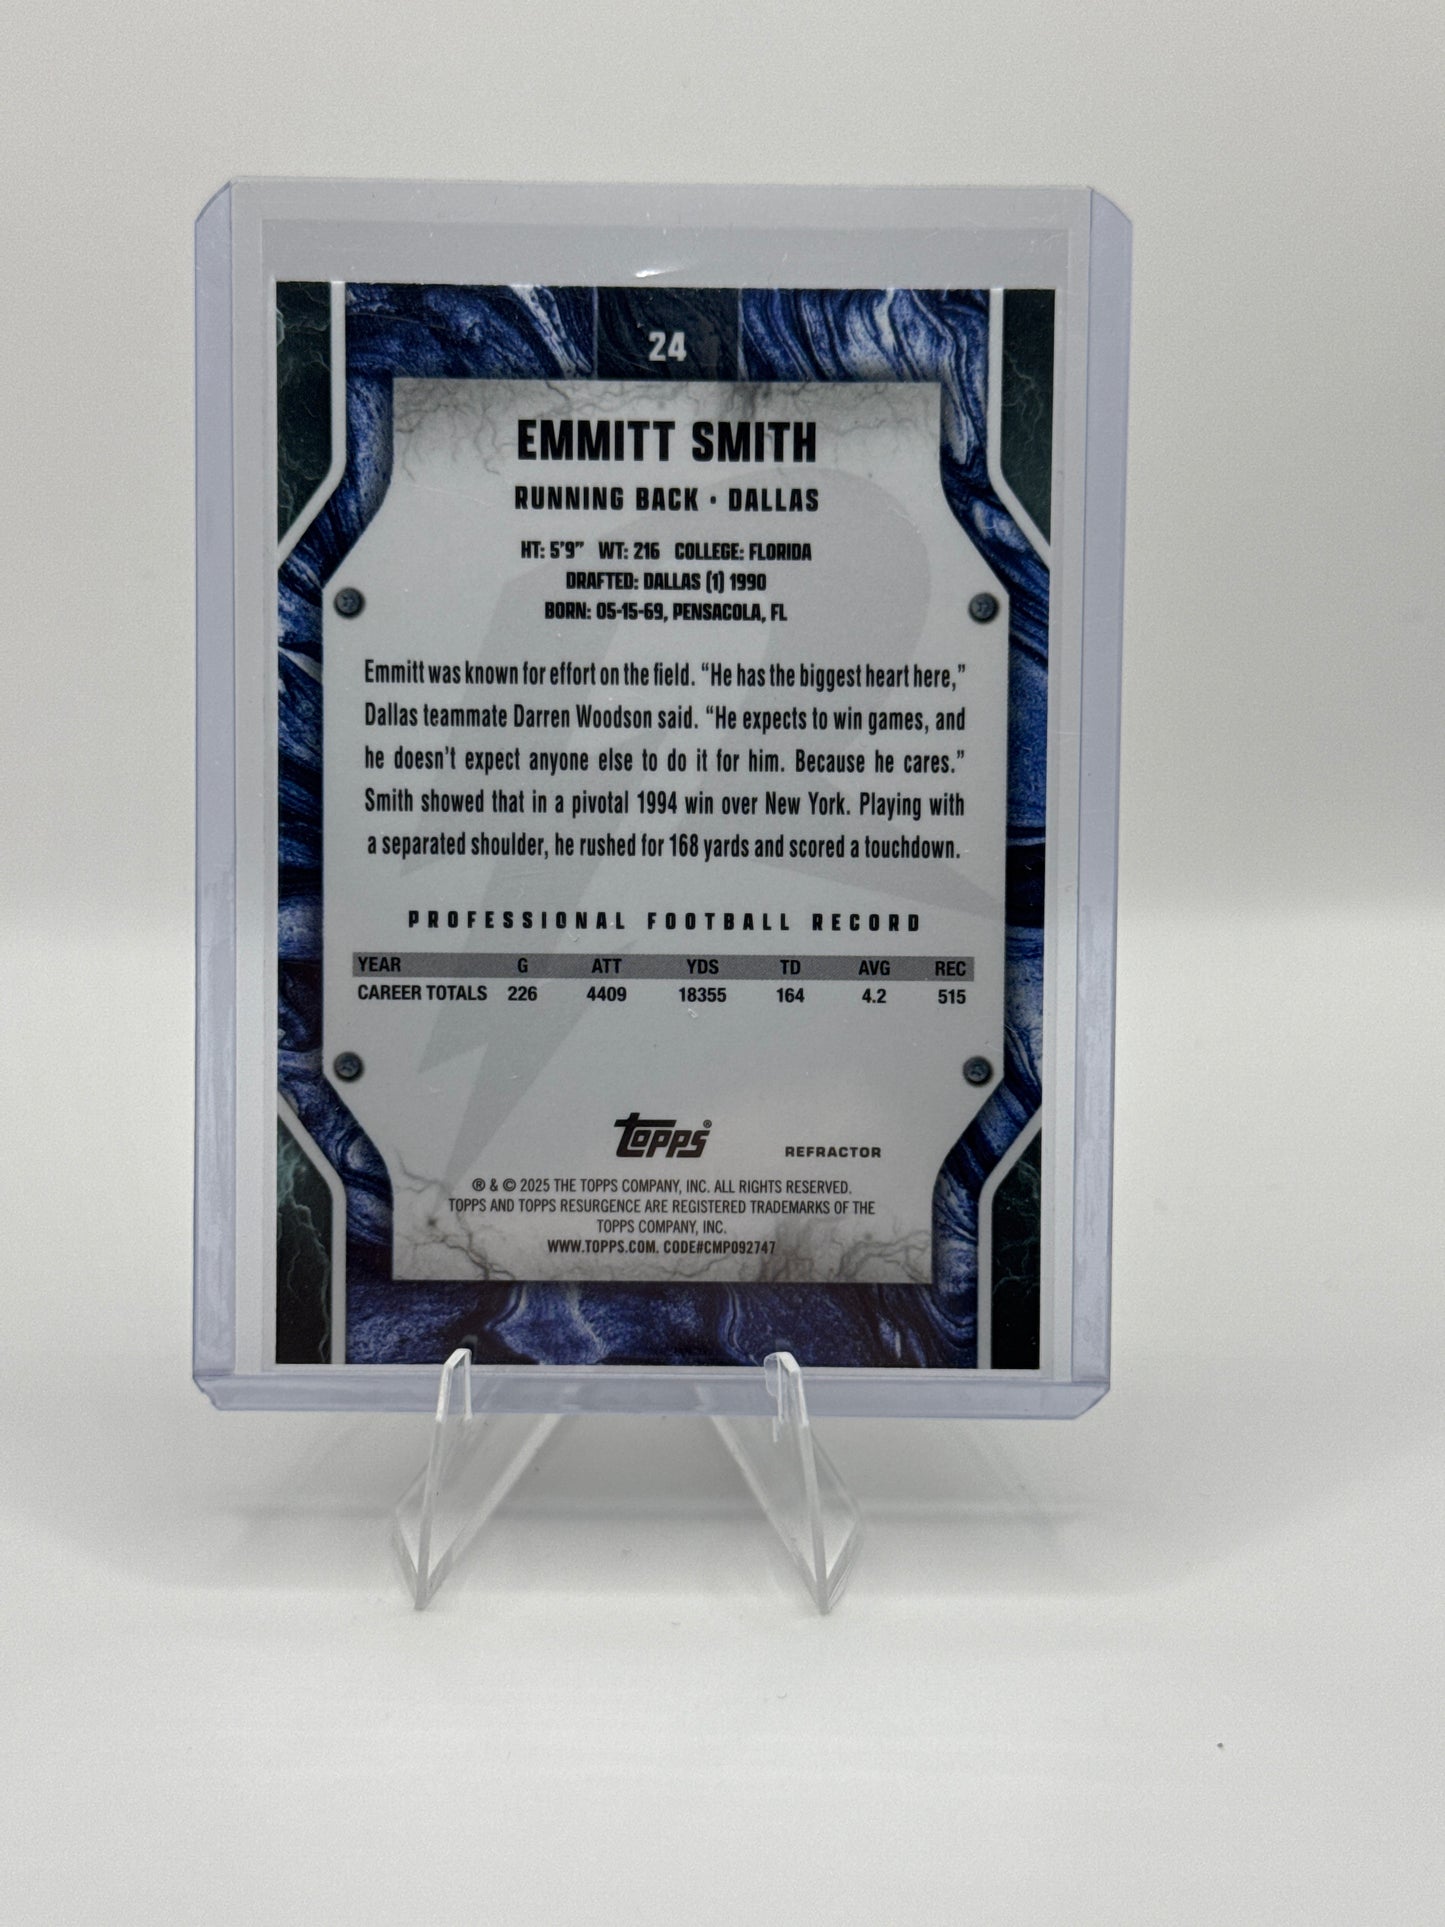 24
EMMITT SMITH
RUNNING BACK • DALLAS
HT: 5'9" WT: 216 COLLEGE: FLORIDA
DRAFTED: DALLAS (1) 1990
BORN: 05-15-69, PENSACOLA, FL
Emmitt was known for effort on the field. “He has the biggest heart here,”
Dallas teammate Darren Woodson said. “He expects to win games, and
he doesn't expect anyone else to do it for him. Because he cares.”
Smith showed that in a pivotal 1994 win over New York. Playing with
a separated shoulder, he rushed for 168 yards and scored a touchdown.
PROFESSIONAL FOOTBALL RECORD
YEAR G ATT YDS TD AVG REC
CAREER TOTALS 226 4409 18355 164 4.2 515
Topps®
REFRACTOR
® & © 2025 THE TOPPS COMPANY, INC. ALL RIGHTS RESERVED.
TOPPS AND TOPPS RESURGENCE ARE REGISTERED TRADEMARKS OF THE
TOPPS COMPANY, INC.
WWW.TOPPS.COM. CODE#CMP092747